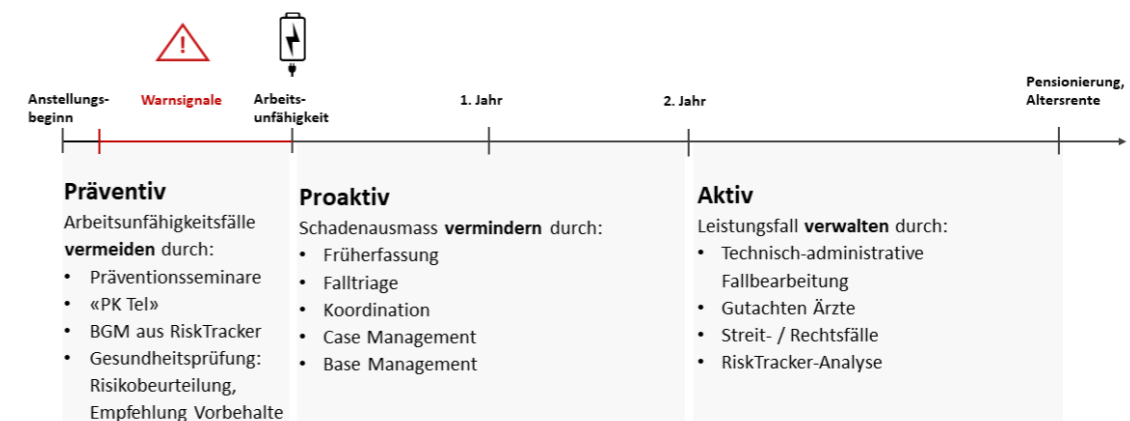 !
Anstellungs-
beginn
Warnsignale
Arbeits-
unfähigkeit
1. Jahr
2. Jahr
Pensionierung,
Altersrente
Präventiv
Arbeitsunfähigkeitsfälle
vermeiden durch:
• Präventionsseminare
• «PK Tel»
• BGM aus RiskTracker
• Gesundheitsprüfung:
Risikobeurteilung,
Empfehlung Vorbehalte
Proaktiv
Schadenausmass vermindern durch:
• Früherfassung
• Falltriage
• Koordination
• Case Management
• Base Management
Aktiv
Leistungsfall verwalten durch:
• Technisch-administrative
Fallbearbeitung
• Gutachten Ärzte
• Streit- / Rechtsfälle
• RiskTracker-Analyse